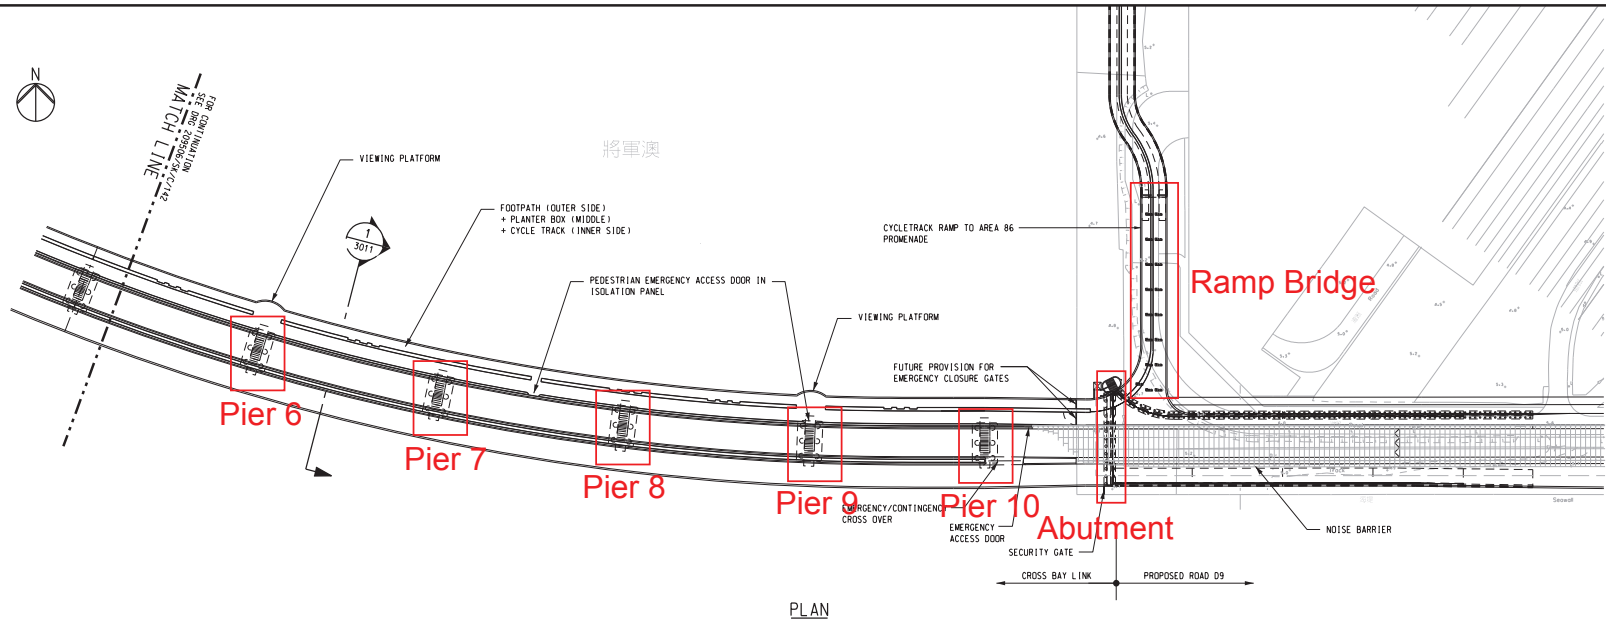 N
FOR CONTINUATION
SEE DRG 209506/SK/C/142
MATCH LINE
VIEWING PLATFORM
將軍澳
FOOTPATH (OUTER SIDE)
+ PLANTER BOX (MIDDLE)
+ CYCLE TRACK (INNER SIDE)
1
3011
CYCLETRACK RAMP TO AREA 86
PROMENADE
Ramp Bridge
Road
PEDESTRIAN EMERGENCY ACCESS DOOR IN
ISOLATION PANEL
VIEWING PLATFORM
FUTURE PROVISION FOR
EMERGENCY CLOSURE GATES
Pier 6
Pier 7
Pier 8
Pier 9
Pier 10
Abutment
EMERGENCY/CONTINGENCY
CROSS OVER
EMERGENCY
ACCESS DOOR
SECURITY GATE
NOISE BARRIER
Track
Seawall
CROSS BAY LINK
PROPOSED ROAD D9
PLAN